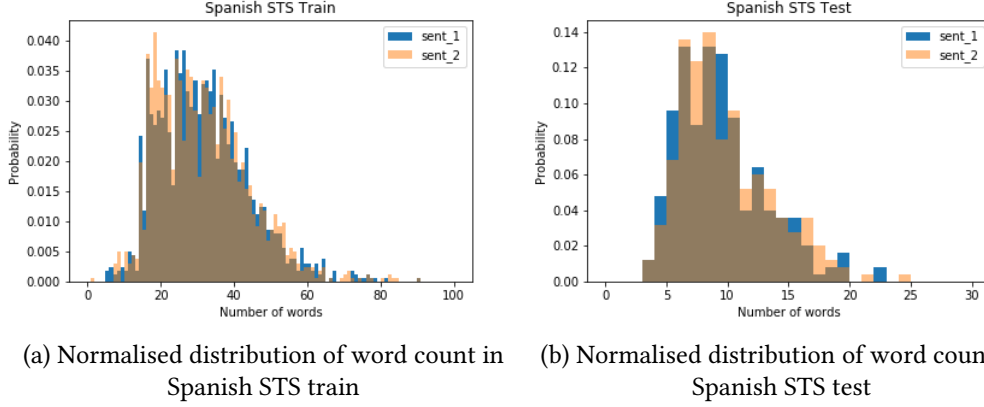 Spanish STS Train
sent_1
sent_2
0.040
0.035
0.030
0.025
0.020
0.015
0.010
0.005
0.000
Probability
0 20 40 60 80 100
Number of words
(a) Normalised distribution of word count in
Spanish STS train
Spanish STS Test
sent_1
sent_2
0.14
0.12
0.10
0.08
0.06
0.04
0.02
0.00
Probability
0 5 10 15 20 25 30
Number of words
(b) Normalised distribution of word coun
Spanish STS test